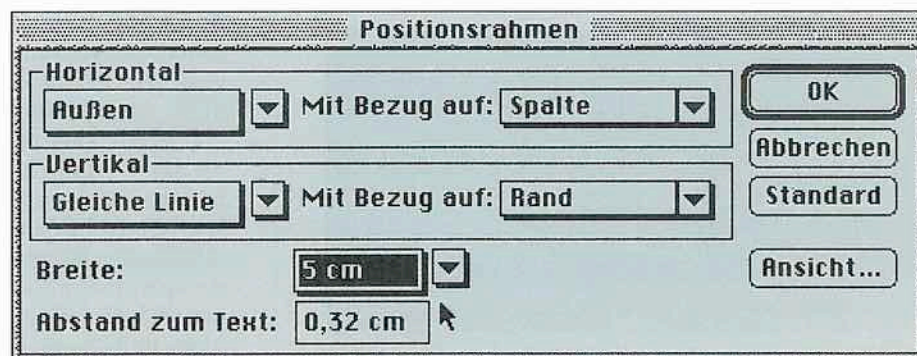 Positionsrahmen
Horizontal
Außen Mit Bezug auf: Spalte
Vertikal
Gleiche Linie Mit Bezug auf: Rand
Breite: 5 cm
Abstand zum Text: 0,32 cm
OK
Abbrechen
Standard
Ansicht...